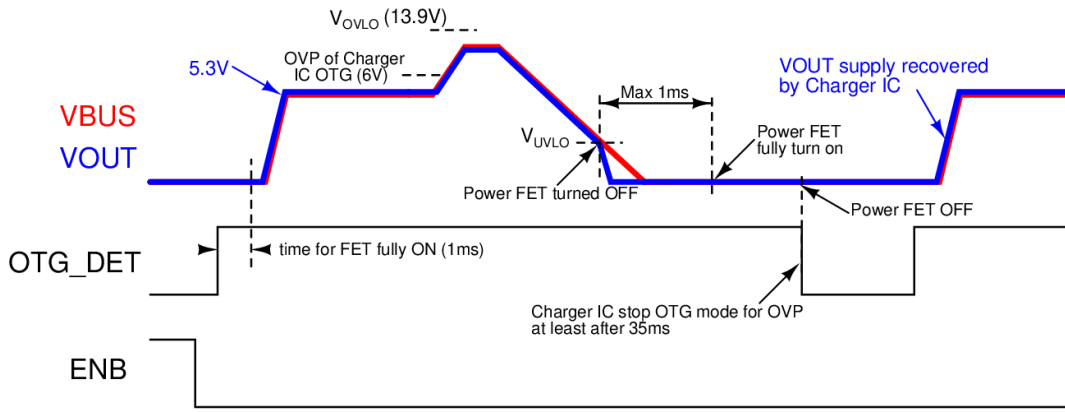 VOVLO (13.9V)
OVP of Charger
IC OTG (6V)
5.3V
VBUS
VOUT
Max 1ms
VOUT supply recovered
by Charger IC
VUVLO
Power FET
fully turn on
Power FET turned OFF
Power FET OFF
OTG_DET
time for FET fully ON (1ms)
Charger IC stop OTG mode for OVP
at least after 35ms
ENB